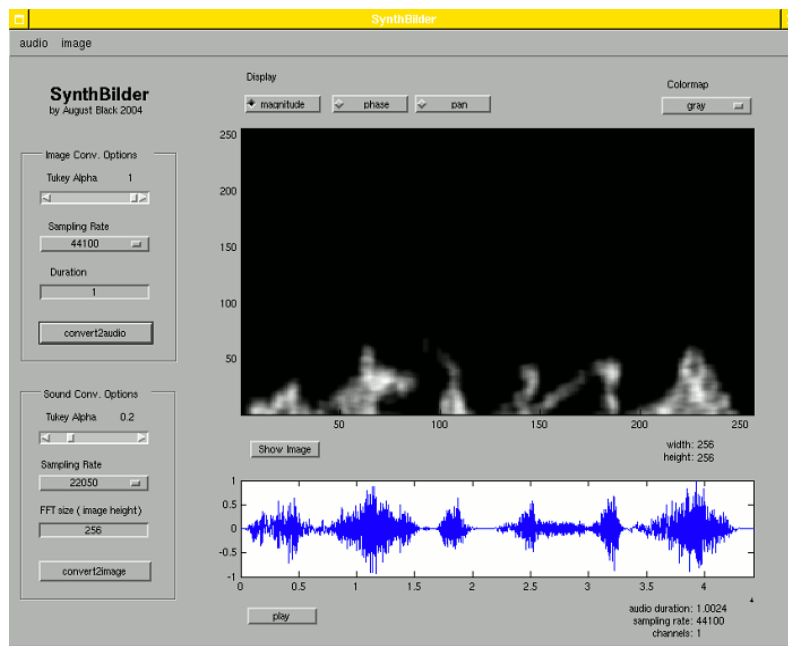 SynthBilder
audio image
SynthBilder
by August Black 2004
Image Conv. Options
Tukey Alpha 1
Sampling Rate
44100
Duration
1
convert2audio
Sound Conv. Options
Tukey Alpha 0.2
Sampling Rate
22050
FFT size ( image height)
256
convert2image
Display
magnitude phase pan
Colormap
gray
250
200
150
100
50
50 100 150 200 250
Show Image
width: 256
height: 256
1
0.5
0
-0.5
-1
0 0.5 1 1.5 2 2.5 3 3.5 4
play
audio duration: 1.0024
sampling rate: 44100
channels: 1